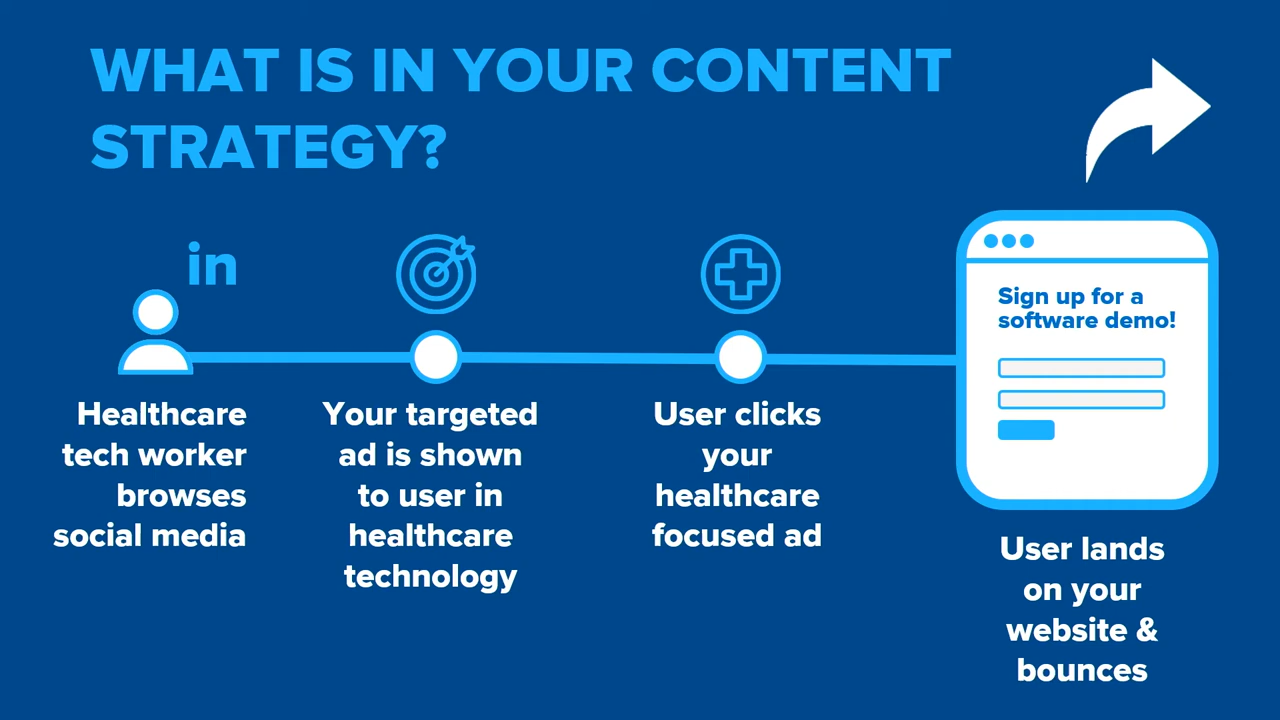 WHAT IS IN YOUR CONTENT
STRATEGY?
in
Healthcare
tech worker
browses
social media
Your targeted
ad is shown
to user in
healthcare
technology
User clicks
your
healthcare
focused ad
Sign up for a
software demo!
User lands
on your
website &
bounces